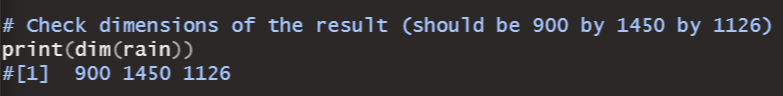 # Check dimensions of the result (should be 900 by 1450 by 1126)
print(dim(rain))
#[1]  900 1450 1126